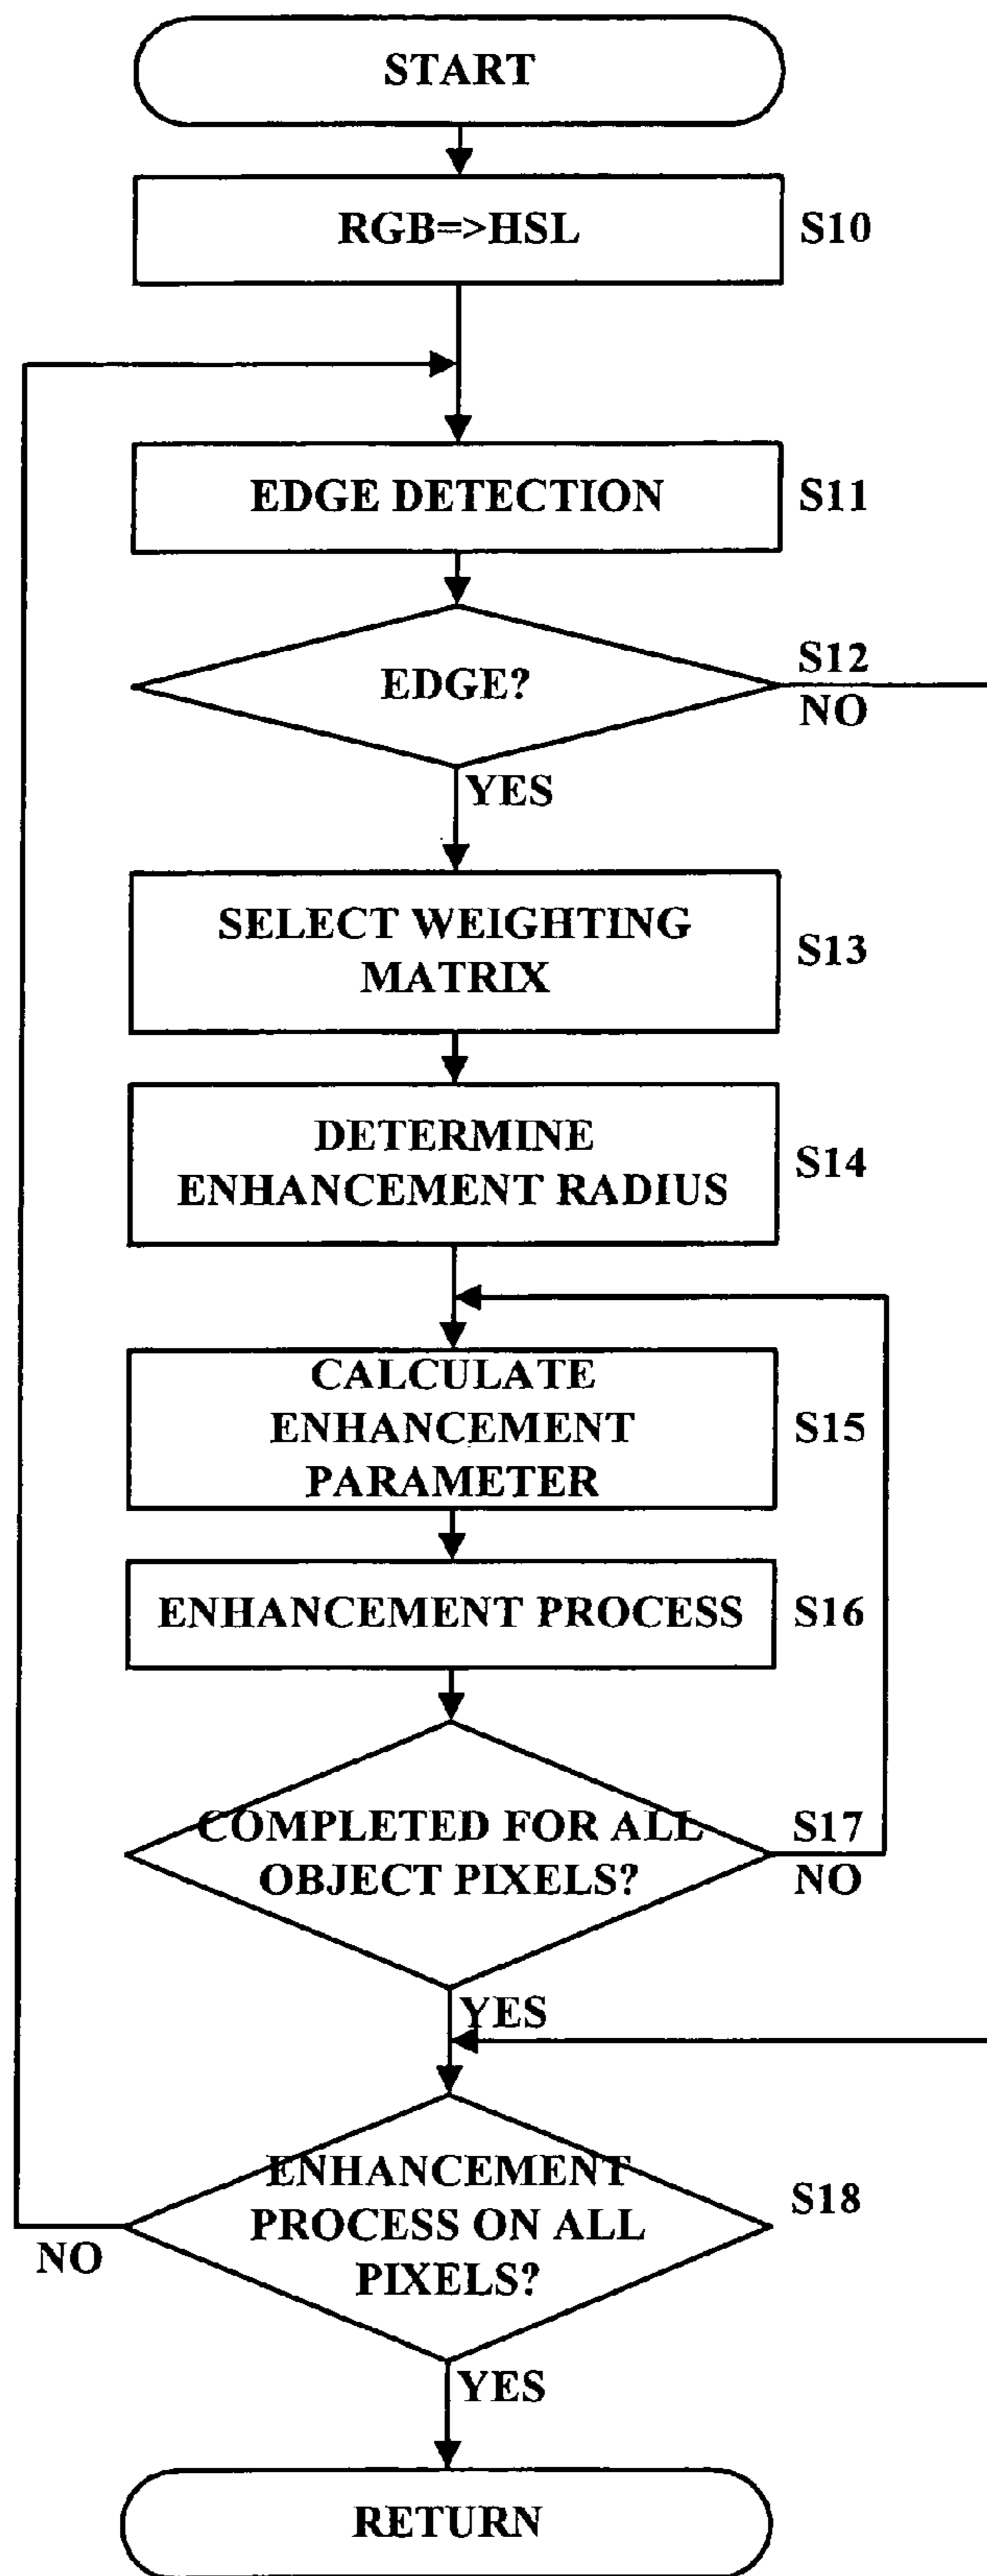 START
RGB=>HSL
S10
EDGE DETECTION
S11
EDGE?
S12
NO
YES
SELECT WEIGHTING
MATRIX
S13
DETERMINE
ENHANCEMENT RADIUS
S14
CALCULATE
ENHANCEMENT
PARAMETER
S15
ENHANCEMENT PROCESS
S16
COMPLETED FOR ALL
OBJECT PIXELS?
S17
NO
YES
ENHANCEMENT
PROCESS ON ALL
PIXELS?
S18
NO
YES
RETURN